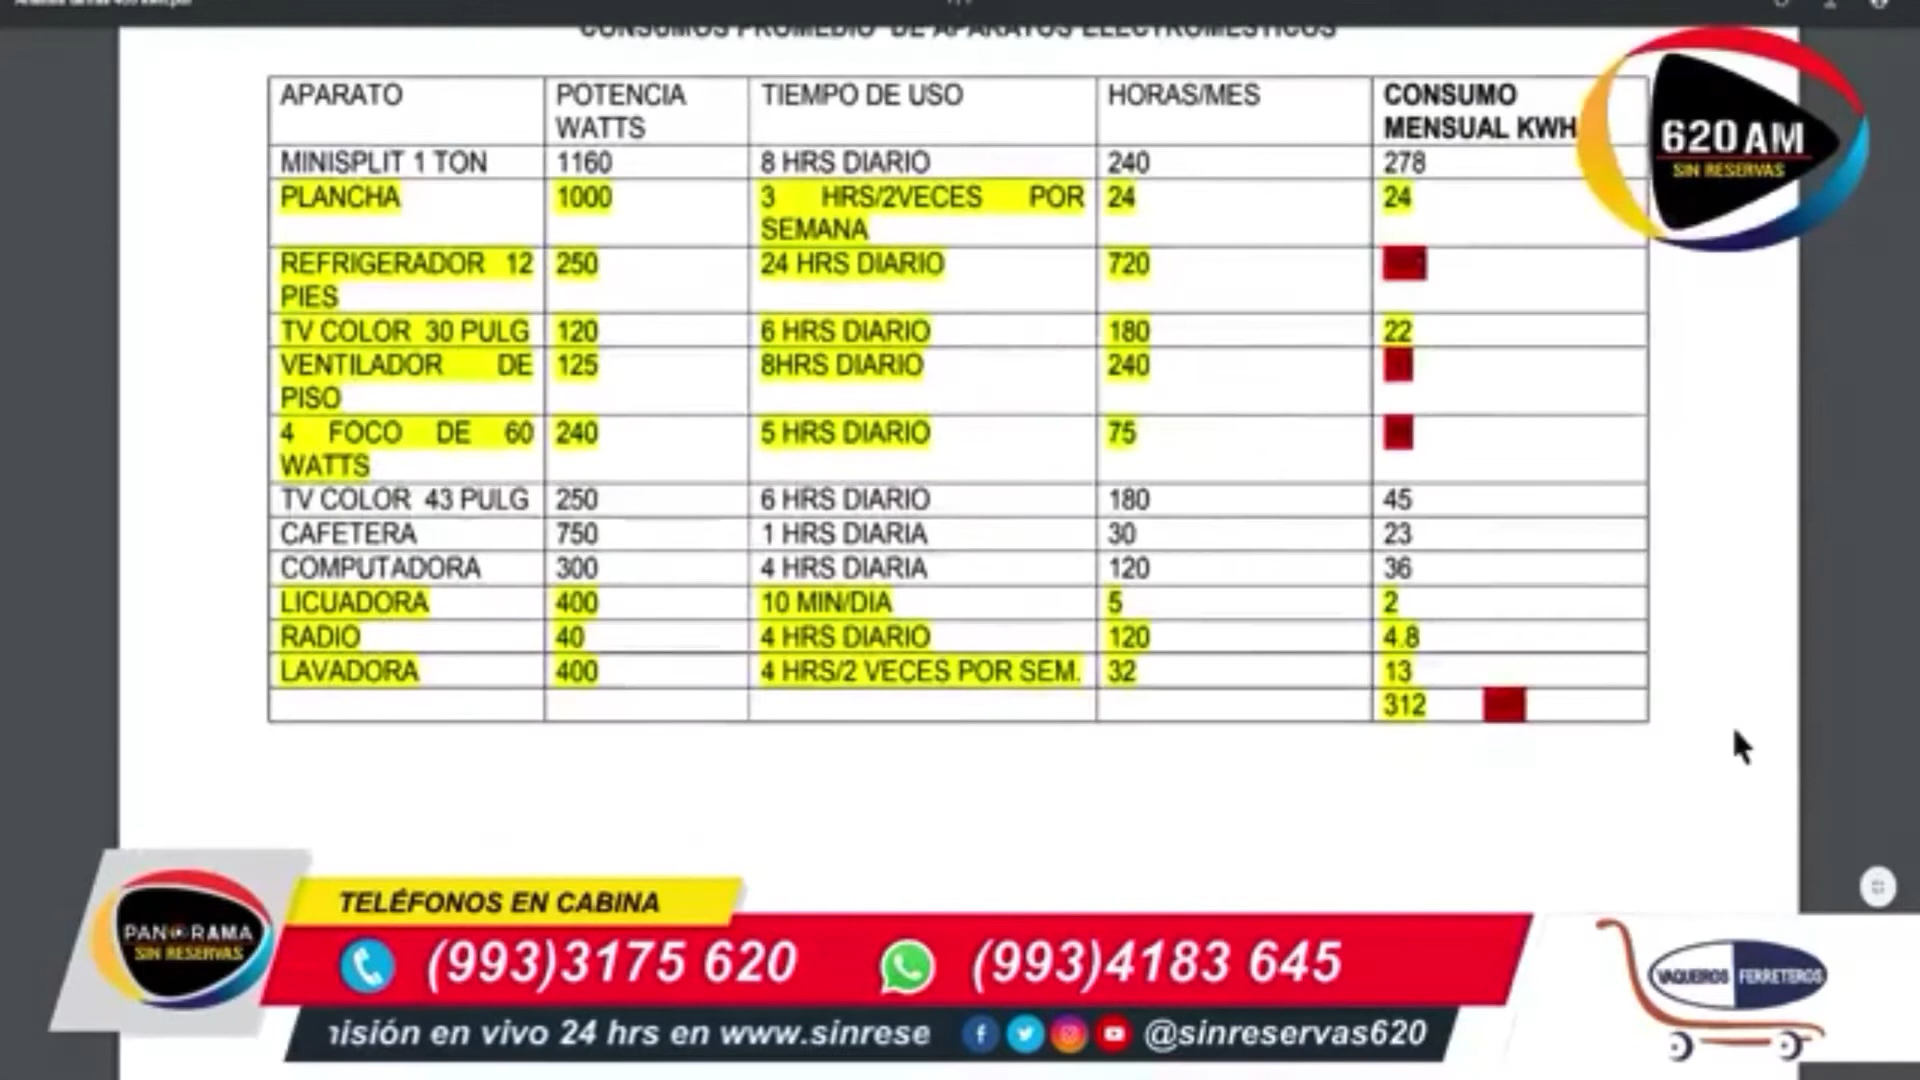 CONSUMOS PROMEDIO DE APARATOS ELECTROMESTICOS
APARATO POTENCIA WATTS TIEMPO DE USO HORAS/MES CONSUMO MENSUAL KWH
MINISPLIT 1 TON 1160 8 HRS DIARIO 240 278
PLANCHA 1000 3 HRS/2VECES POR SEMANA 24 24
REFRIGERADOR 12 PIES 250 24 HRS DIARIO 720
TV COLOR 30 PULG 120 6 HRS DIARIO 180 22
VENTILADOR DE PISO 125 8HRS DIARIO 240
4 FOCO DE 60 WATTS 240 5 HRS DIARIO 75
TV COLOR 43 PULG 250 6 HRS DIARIO 180 45
CAFETERA 750 1 HRS DIARIA 30 23
COMPUTADORA 300 4 HRS DIARIA 120 36
LICUADORA 400 10 MIN/DIA 5 2
RADIO 40 4 HRS DIARIO 120 4.8
LAVADORA 400 4 HRS/2 VECES POR SEM. 32 13
312
620 AM
SIN RESERVAS
PANORAMA
SIN RESERVAS
TELÉFONOS EN CABINA
(993)3175 620 (993)4183 645
misión en vivo 24 hrs en www.sinrese @sinreservas620
VAQUEIROS FERRETEROS